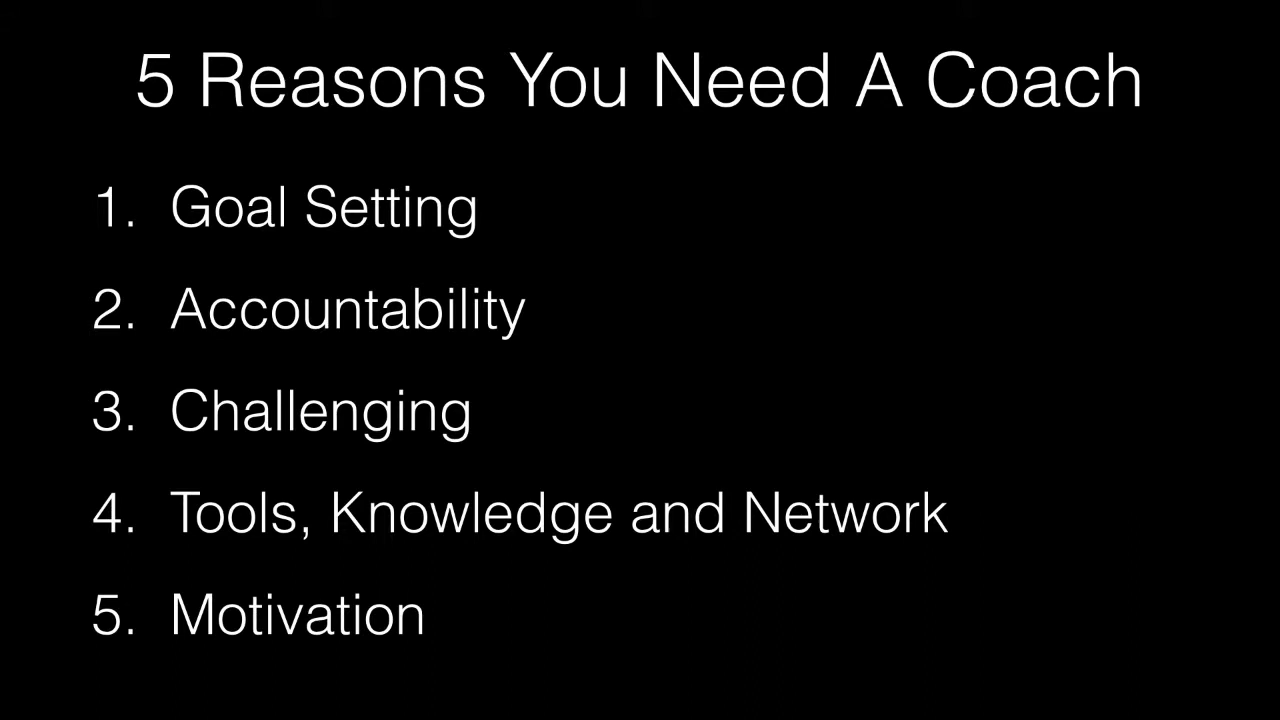 5 Reasons You Need A Coach
1. Goal Setting
2. Accountability
3. Challenging
4. Tools, Knowledge and Network
5. Motivation